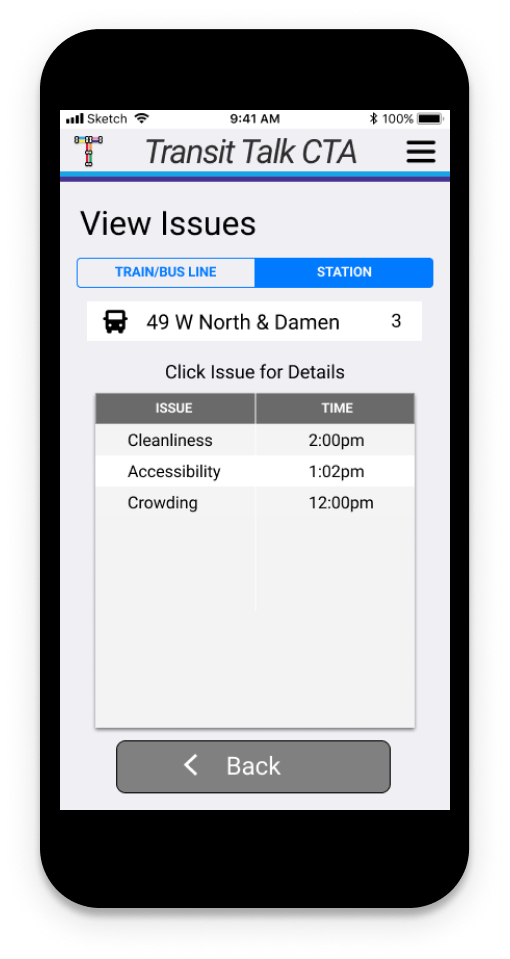 Sketch 9:41 AM 100%
Transit Talk CTA
View Issues
TRAIN/BUS LINE STATION
49 W North & Damen 3
Click Issue for Details
ISSUE TIME
Cleanliness 2:00pm
Accessibility 1:02pm
Crowding 12:00pm
Back